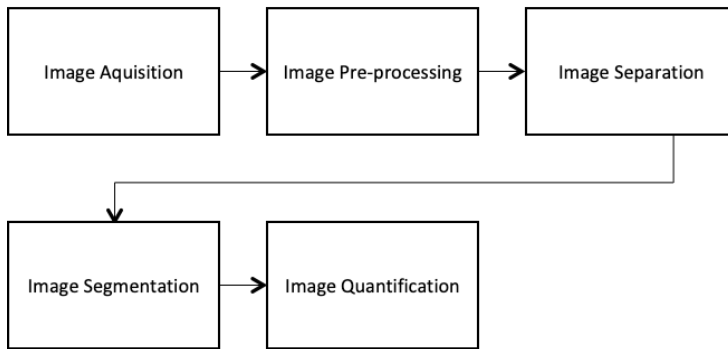 Image Aquisition
Image Pre-processing
Image Separation
Image Segmentation
Image Quantification